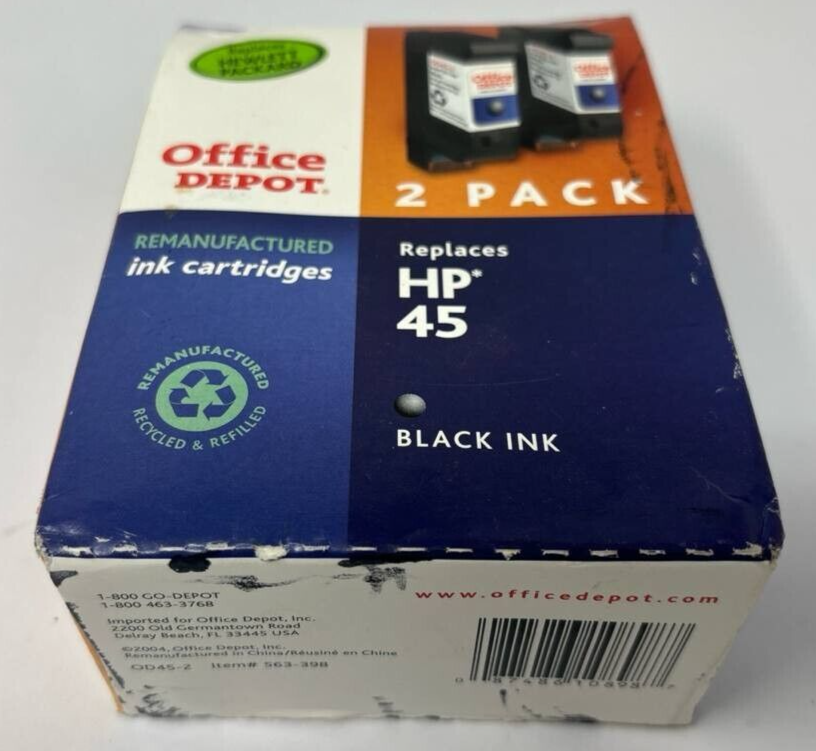 Replaces
HEWLETT
PACKARD
Office
DEPOT.
2 PACK
REMANUFACTURED
ink cartridges
Replaces
HP*
45
REMANUFACTURED
RECYCLED & REFILLED
BLACK INK
1-800 GO-DEPOT
1-800 463-3768
Imported for Office Depot, Inc.
2200 Old Germantown Road
Delray Beach, FL 33445 USA
©2004, Office Depot, Inc.
Remanufactured in China/Réusiné en Chine
OD45-2 Item# 563-398
www.officedepot.com